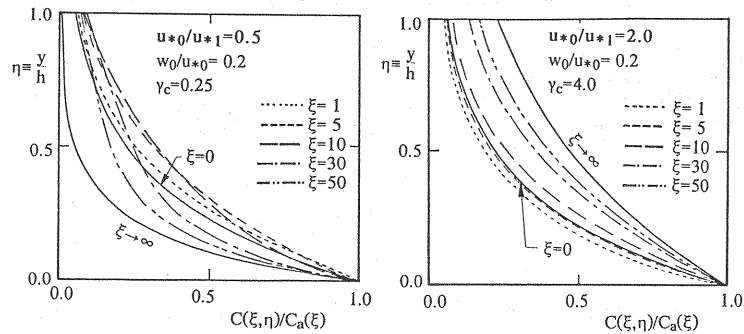 1.0
η≡ y/h
0.5
0.0
u*0/u*1=0.5
w0/u*0=0.2
γc=0.25
ξ= 1
ξ= 5
ξ=10
ξ=30
ξ=50
ξ=0
ξ→∞
0.0 0.5 1.0
C(ξ,η)/Ca(ξ)
1.0
η≡ y/h
0.5
0.0
u*0/u*1=2.0
w0/u*0=0.2
γc=4.0
ξ= 1
ξ= 5
ξ=10
ξ=30
ξ=50
ξ→∞
ξ=0
0.0 0.5 1.0
C(ξ,η)/Ca(ξ)